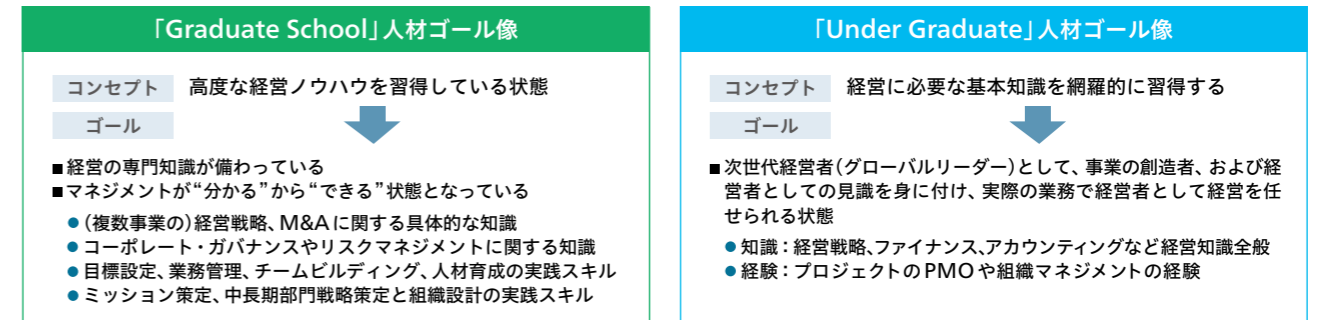 「Graduate School」人材ゴール像
コンセプト 高度な経営ノウハウを習得している状態
ゴール
■経営の専門知識が備わっている
■マネジメントが“分かる”から“できる”状態となっている
●(複数事業の)経営戦略、M&Aに関する具体的な知識
●コーポレート・ガバナンスやリスクマネジメントに関する知識
●目標設定、業務管理、チームビルディング、人材育成の実践スキル
●ミッション策定、中長期部門戦略策定と組織設計の実践スキル
「Under Graduate」人材ゴール像
コンセプト 経営に必要な基本知識を網羅的に習得する
ゴール
■次世代経営者(グローバルリーダー)として、事業の創造者、および経
営者としての見識を身に付け、実際の業務で経営者として経営を任
せられる状態
●知識:経営戦略、ファイナンス、アカウンティングなど経営知識全般
●経験:プロジェクトのPMOや組織マネジメントの経験